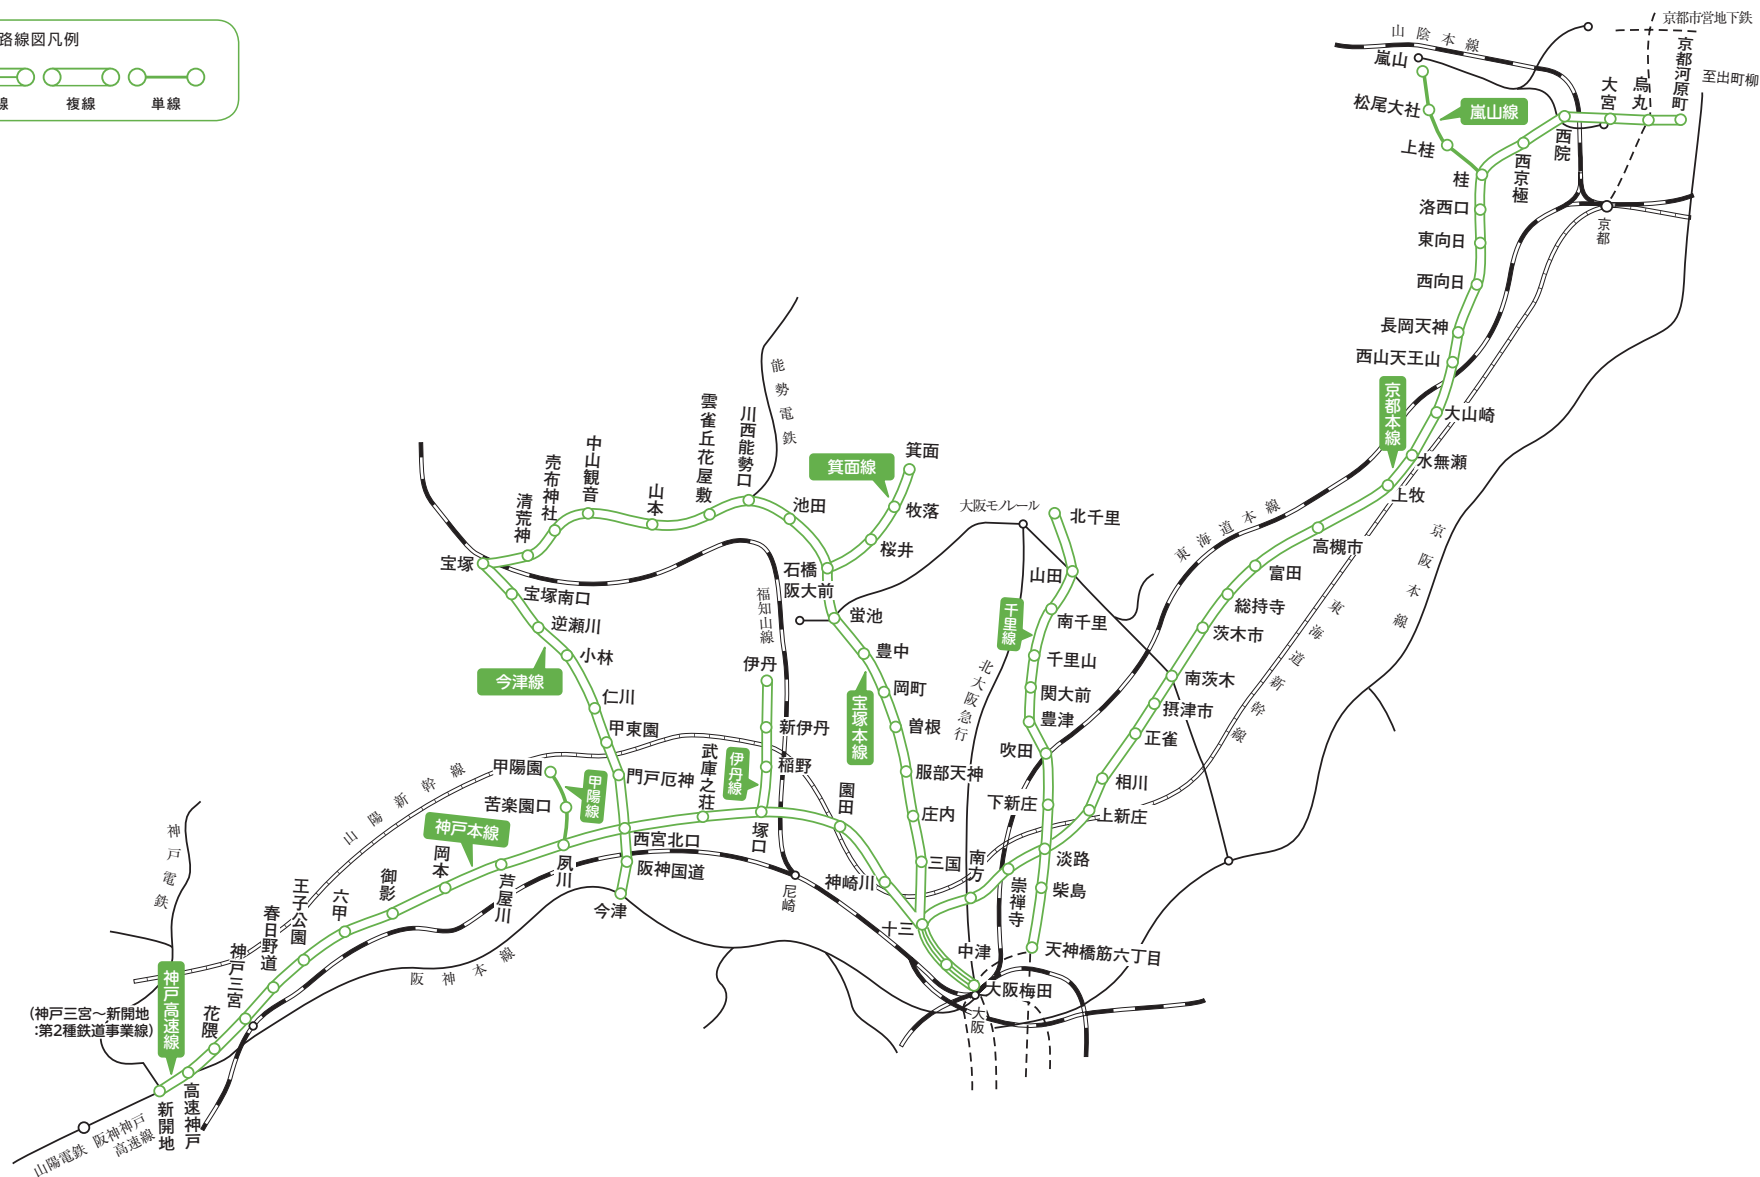 路線図凡例
線
複線
単線
京都市営地下鉄
至出町柳
山陰本線
嵐山
松尾大社
上桂
嵐山線
京都河原町
烏丸
大宮
西院
西京極
桂
洛西口
東向日
西向日
長岡天神
西山天王山
京都
京都本線
大山崎
水無瀬
上牧
高槻市
富田
総持寺
茨木市
南茨木
摂津市
正雀
相川
上新庄
淡路
東海道本線
京阪本線
東海道新幹線
能勢電鉄
川西能勢口
雲雀丘花屋敷
山本
中山観音
売布神社
清荒神
宝塚
池田
箕面線
箕面
牧落
桜井
石橋
阪大前
蛍池
豊中
岡町
曽根
服部天神
庄内
三国
十三
宝塚本線
福知山線
大阪モノレール
北千里
山田
南千里
千里線
千里山
関大前
豊津
吹田
下新庄
北大阪急行
宝塚南口
逆瀬川
小林
今津線
仁川
甲東園
門戸厄神
西宮北口
阪神国道
今津
伊丹
新伊丹
稲野
伊丹線
塚口
武庫之荘
園田
神崎川
尼崎
甲陽園
苦楽園口
甲陽線
夙川
神戸本線
芦屋川
岡本
御影
六甲
王子公園
春日野道
神戸三宮
花隈
高速神戸
新開地
山陽新幹線
神戸電鉄
阪神本線
神戸高速線
(神戸三宮～新開地
:第2種鉄道事業線)
山陽電鉄
阪神神戸
高速線
南方
崇禅寺
柴島
天神橋筋六丁目
中津
大阪梅田
大阪